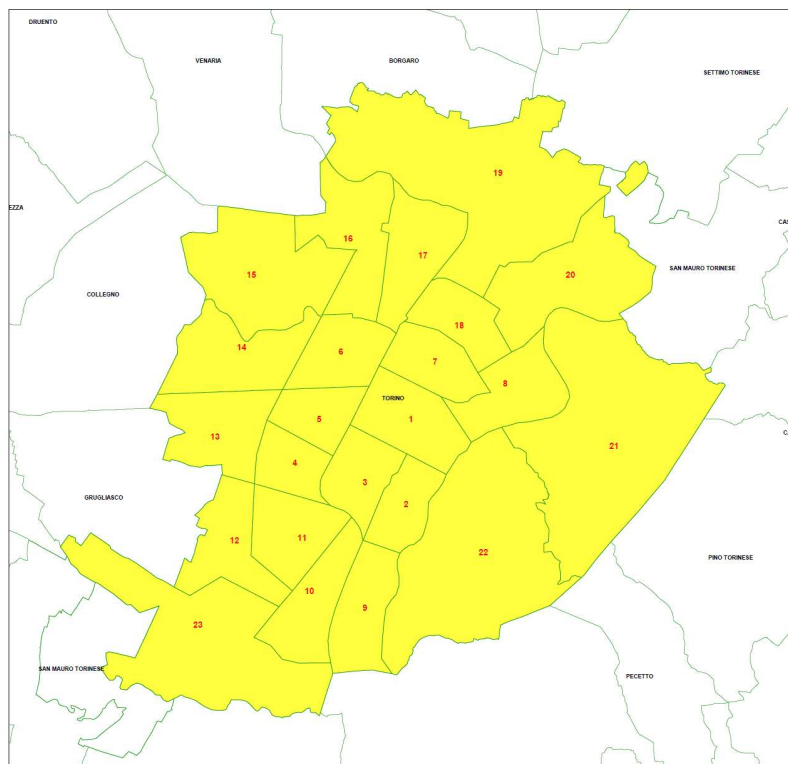 DRUENTO
VENARIA
BORGARO
SETTIMO TORINESE
19
EZZA
CAS
16
17
SAN MAURO TORINESE
15
20
COLLEGNO
18
14
6
7
8
TORINO
5
1
13
21
4
3
GRUGLIASCO
2
11
12
22
PINO TORINESE
10
9
23
SAN MAURO TORINESE
PECETTO